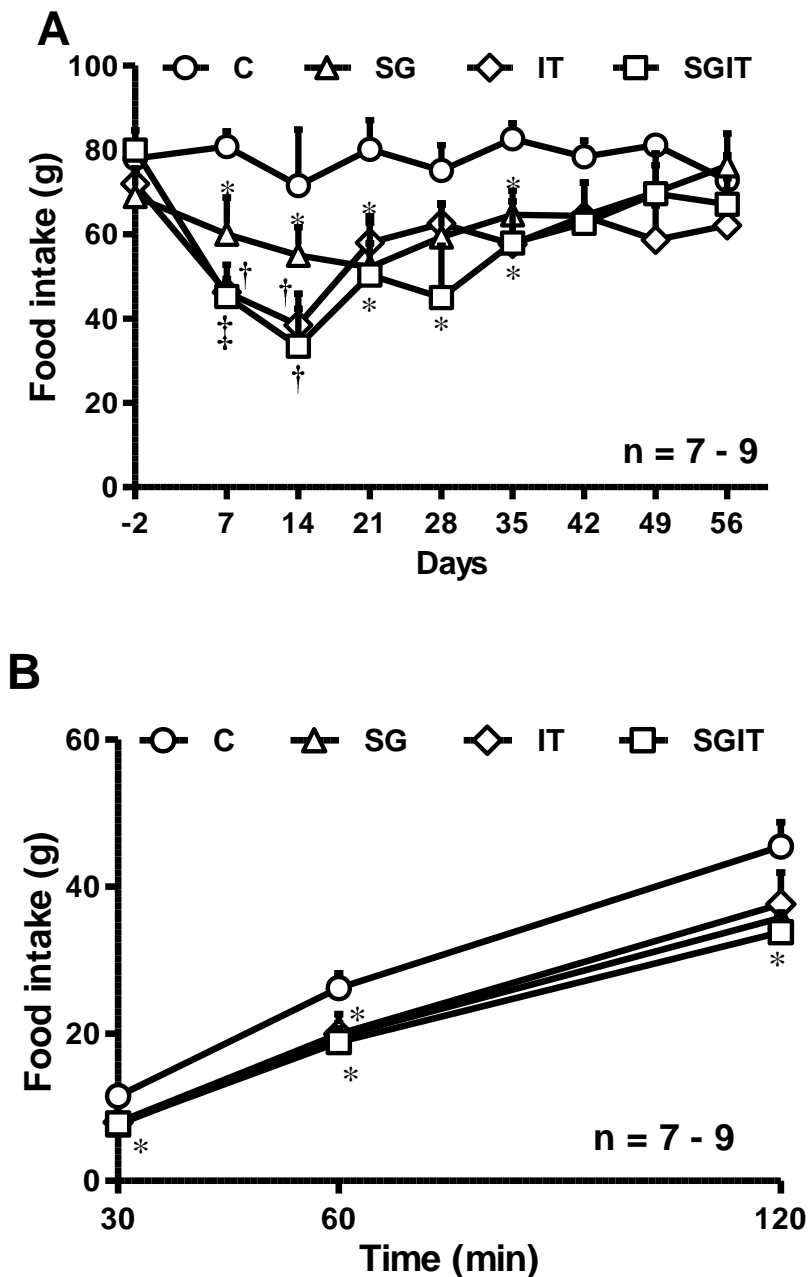 A
C SG IT SGIT
100
80
60
40
20
0
Food intake (g)
* * * *
† †
‡
‡
†
* * *
n = 7 - 9
-2 7 14 21 28 35 42 49 56
Days
B
C SG IT SGIT
60
40
20
0
Food intake (g)
*
*
*
*
n = 7 - 9
30 60 120
Time (min)